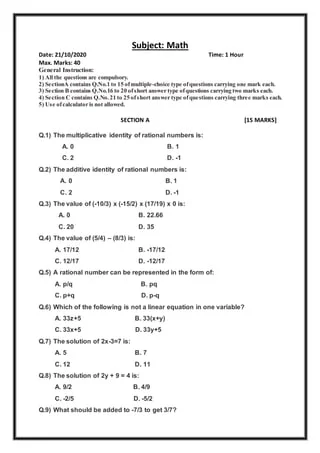 Subject: Math
Date: 21/10/2020 Time: 1 Hour
Max. Marks: 40
General Instruction:
1) All the questions are compulsory.
2) SectionA contains Q.No.1 to 15 of multiple-choice type of questions carrying one mark each.
3) Section B contains Q.No.16 to 20 of short answer type of questions carrying two marks each.
4) Section C contains Q.No. 21 to 25 of short answer type of questions carrying three marks each.
5) Use of calculator is not allowed.
SECTION A [15 MARKS]
Q.1) The multiplicative identity of rational numbers is:
A. 0 B. 1
C. 2 D. -1
Q.2) The additive identity of rational numbers is:
A. 0 B. 1
C. 2 D. -1
Q.3) The value of (-10/3) x (-15/2) x (17/19) x 0 is:
A. 0 B. 22.66
C. 20 D. 35
Q.4) The value of (5/4) – (8/3) is:
A. 17/12 B. -17/12
C. 12/17 D. -12/17
Q.5) A rational number can be represented in the form of:
A. p/q B. pq
C. p+q D. p-q
Q.6) Which of the following is not a linear equation in one variable?
A. 33z+5 B. 33(x+y)
C. 33x+5 D. 33y+5
Q.7) The solution of 2x-3=7 is:
A. 5 B. 7
C. 12 D. 11
Q.8) The solution of 2y + 9 = 4 is:
A. 9/2 B. 4/9
C. -2/5 D. -5/2
Q.9) What should be added to -7/3 to get 3/7?